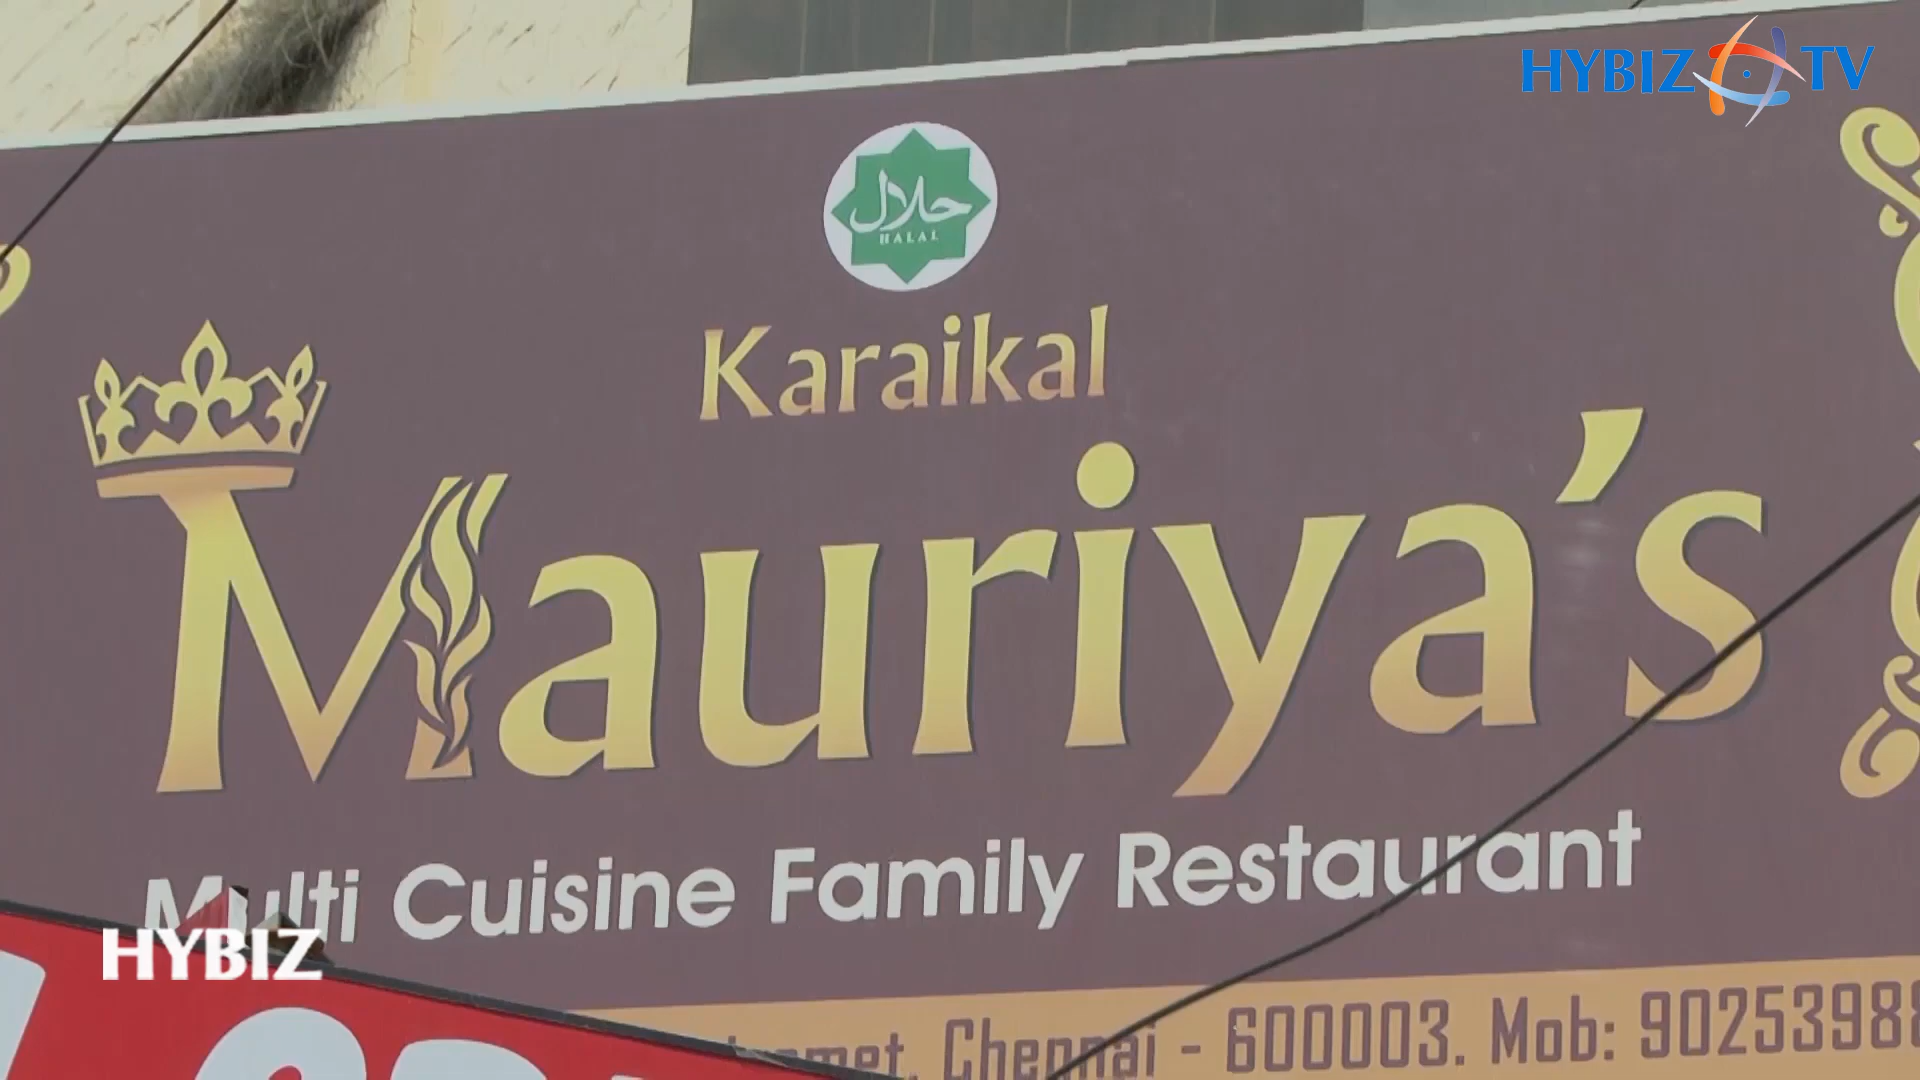 HYBIZ TV
حلال
HALAL
Karaikal
Mauriya's
Multi Cuisine Family Restaurant
HYBIZ
Chennai - 600003. Mob: 9025398